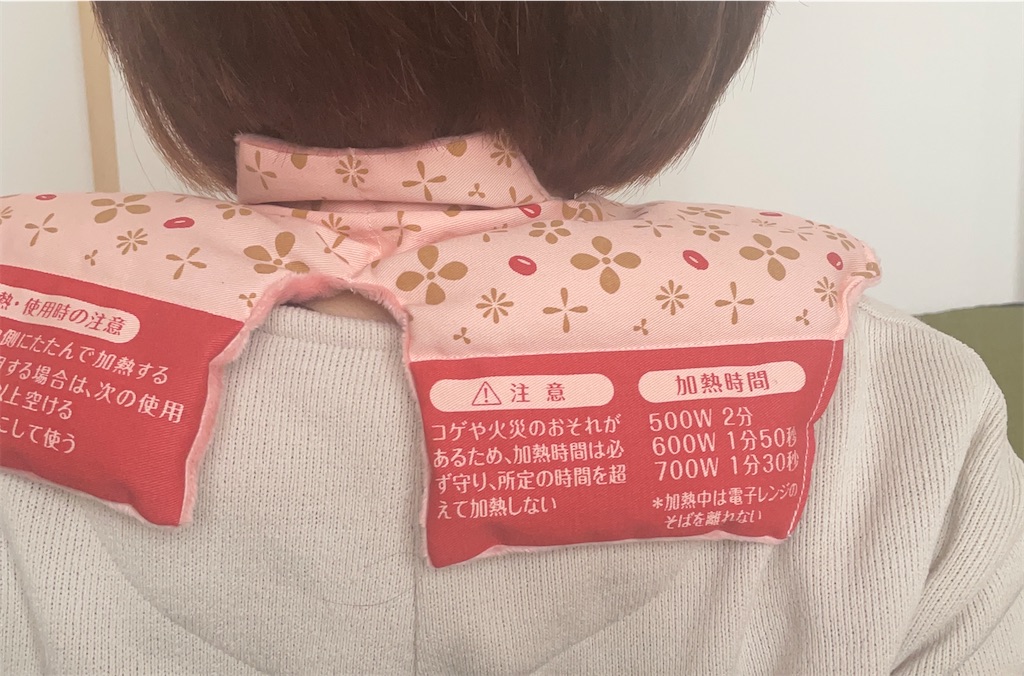 熱・使用時の注意
側にたたんで加熱する
する場合は、次の使用
以上空ける
にして使う
⚠注意
コゲや火災のおそれが
あるため、加熱時間は必
ず守り、所定の時間を超
えて加熱しない
加熱時間
500W 2分
600W 1分50秒
700W 1分30秒
*加熱中は電子レンジの
そばを離れない